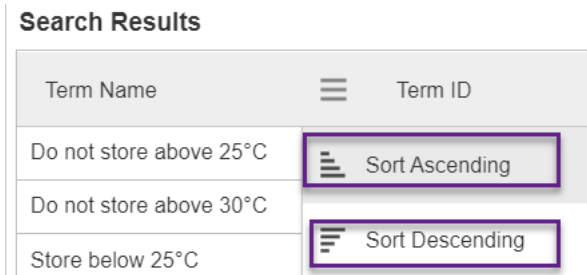 Search Results
Term Name
Term ID
Do not store above 25°C
Sort Ascending
Do not store above 30°C
Sort Descending
Store below 25°C